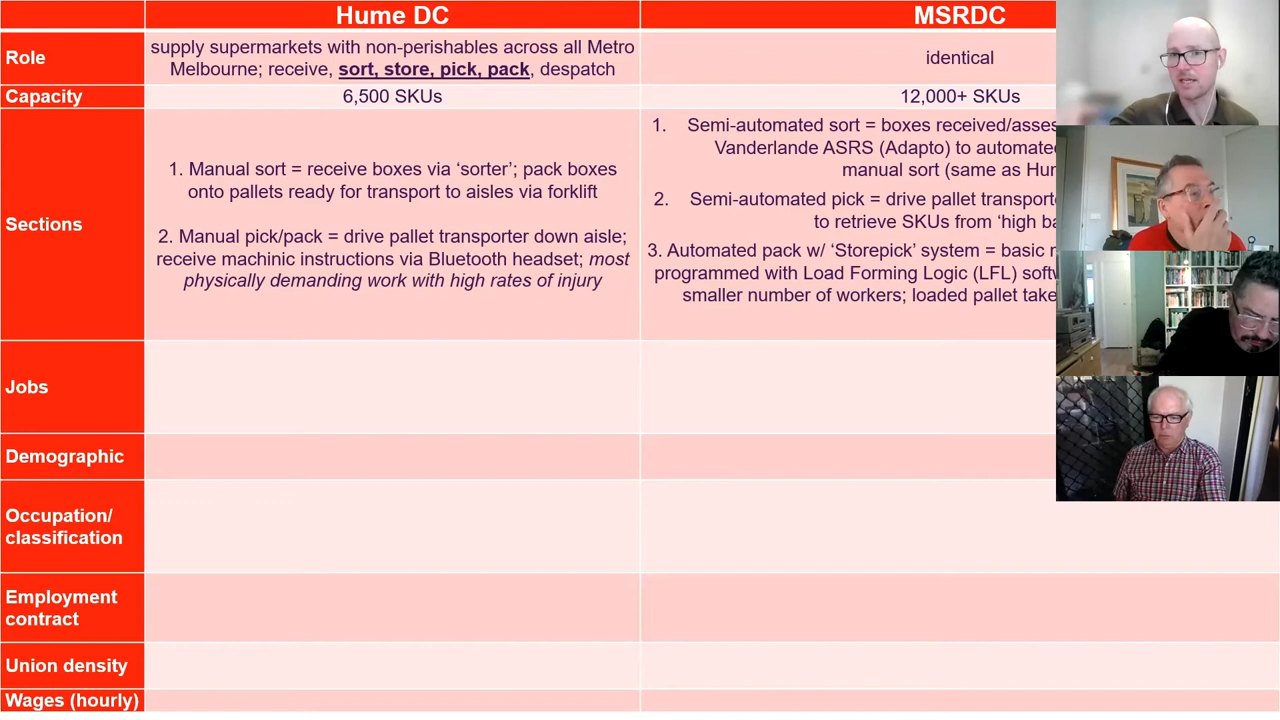 Hume DC
MSRDC
Role
supply supermarkets with non-perishables across all Metro
Melbourne; receive, sort, store, pick, pack, despatch
identical
Capacity
6,500 SKUs
12,000+ SKUs
Sections
1. Manual sort = receive boxes via ‘sorter’; pack boxes
onto pallets ready for transport to aisles via forklift
2. Manual pick/pack = drive pallet transporter down aisle;
receive machinic instructions via Bluetooth headset; most
physically demanding work with high rates of injury
1. Semi-automated sort = boxes received/asses
Vanderlande ASRS (Adapto) to automated
manual sort (same as Hum
2. Semi-automated pick = drive pallet transporte
to retrieve SKUs from ‘high ba
3. Automated pack w/ ‘Storepick’ system = basic
programmed with Load Forming Logic (LFL)
smaller number of workers; loaded pallet take
Jobs
Demographic
Occupation/
classification
Employment
contract
Union density
Wages (hourly)